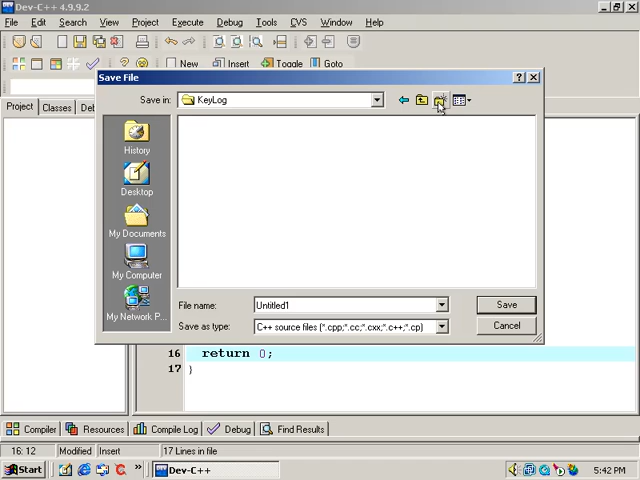 Dev-C++ 4.9.9.2
File Edit Search View Project Execute Debug Tools CVS Window Help
New Insert Toggle Goto
Project Classes Deb
Save File
Save in: KeyLog
History
Desktop
My Documents
My Computer
My Network P...
File name: Untitled1 Save
Save as type: C++ source files (*.cpp;*.cc;*.cxx;*.c++;*.cp) Cancel
16 return 0;
17 }
Compiler Resources Compile Log Debug Find Results
16: 12 Modified Insert 17 Lines in file
Start » Dev-C++ 5:42 PM